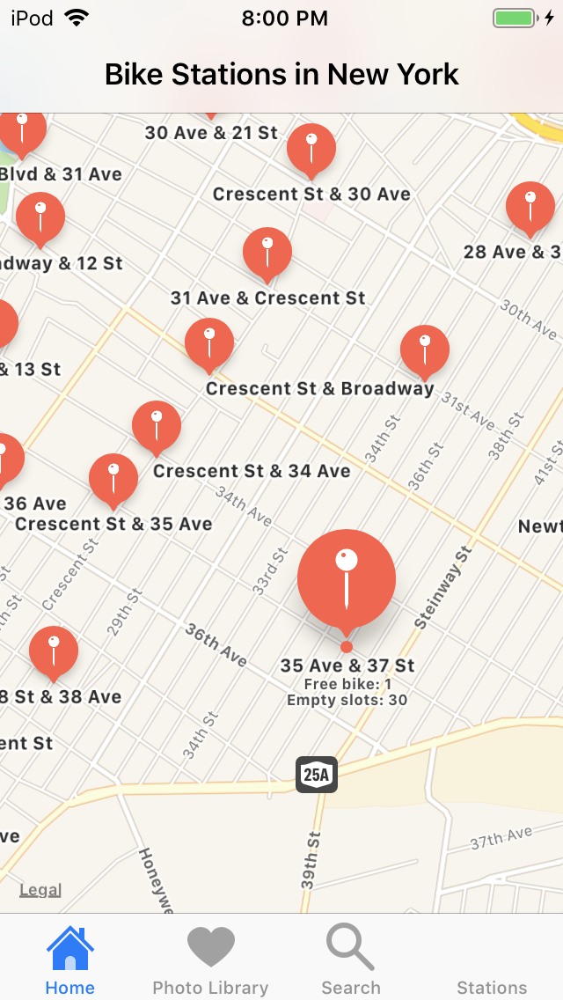 iPod 8:00 PM
Bike Stations in New York
30 Ave & 21 St
Blvd & 31 Ave
Crescent St & 30 Ave
28 Ave & 3
dway & 12 St
31 Ave & Crescent St
30th Ave
& 13 St
Crescent St & Broadway
31st Ave
34th St
36th St
38th St
41st S
Crescent St & 34 Ave
36 Ave
34th Ave
Crescent St & 35 Ave
Newt
Crescent St
33rd St
Steinway St
St
th St
29th St
36th Ave
35 Ave & 37 St
Free bike: 1
Empty slots: 30
8 St & 38 Ave
34th St
ent St
25A
ve
37th Ave
39th St
Honeywe
Legal
Home Photo Library Search Stations